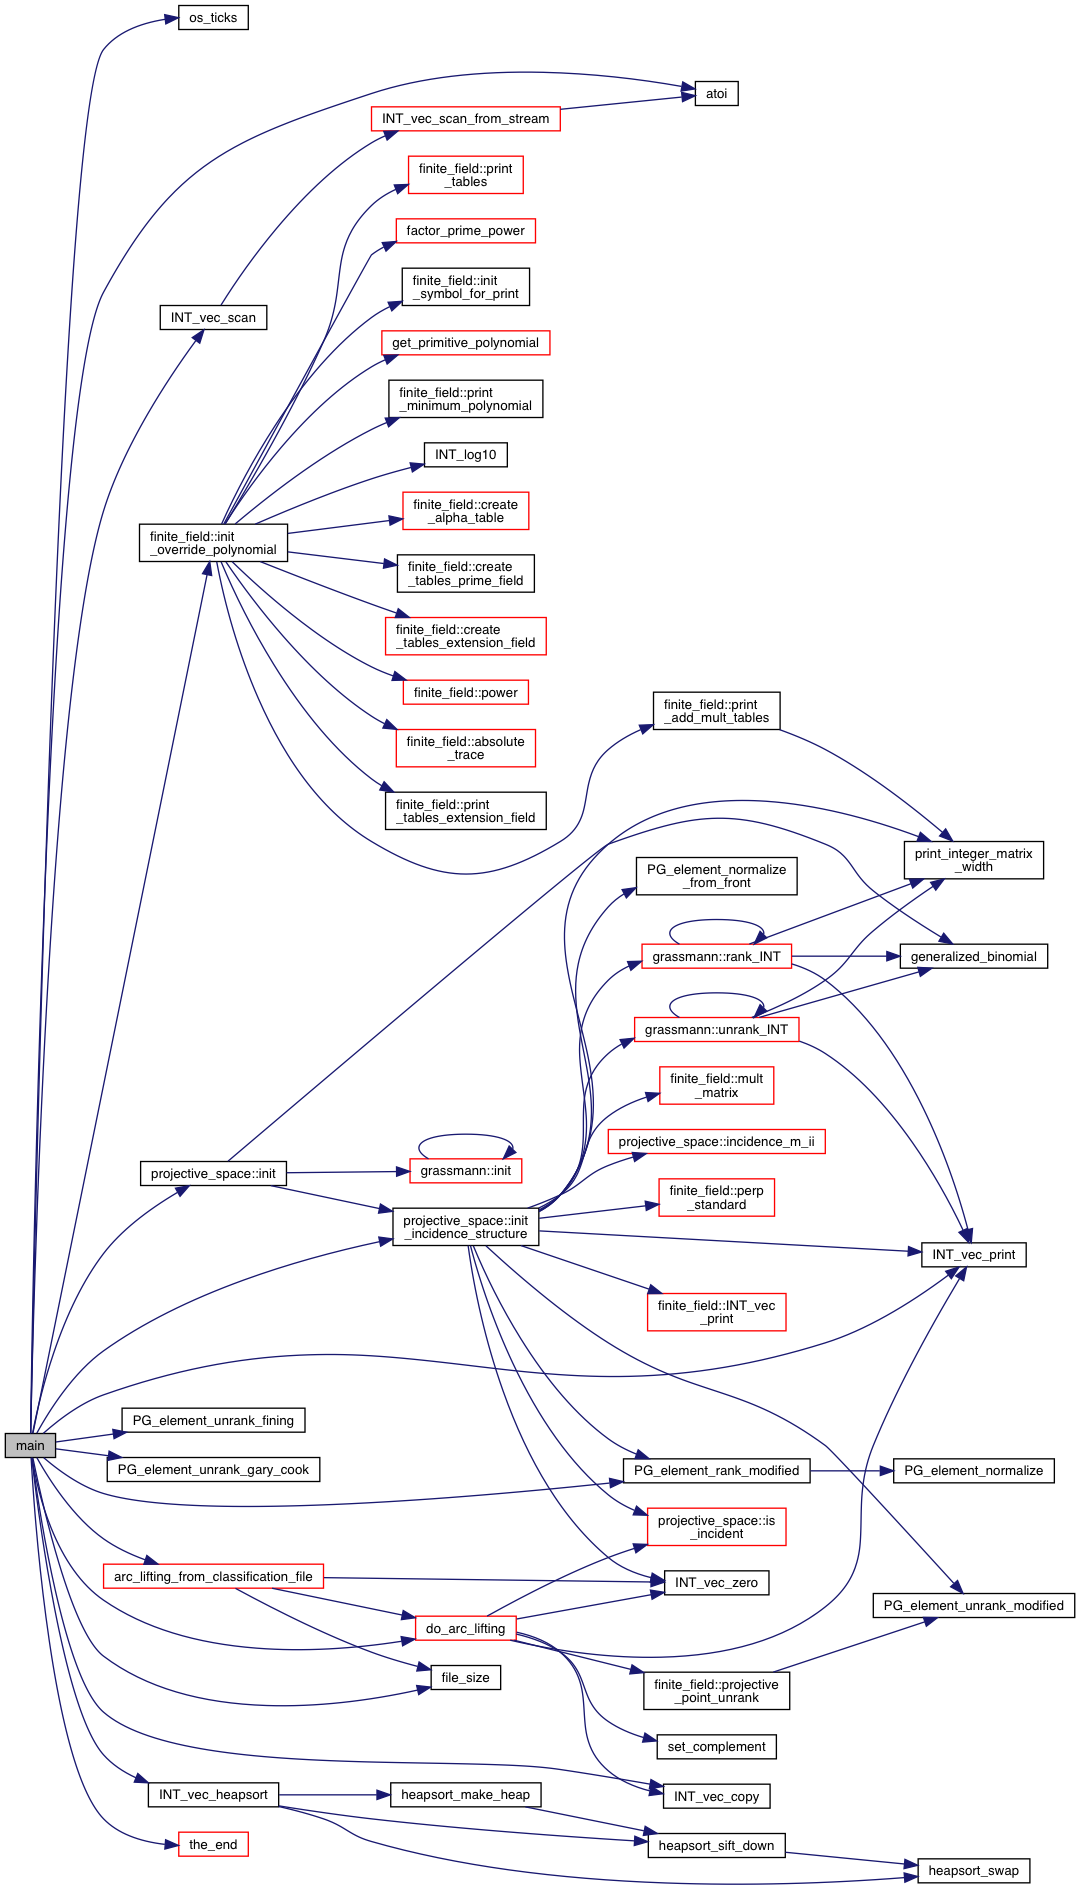 os_ticks
atoi
INT_vec_scan_from_stream
finite_field::print
_tables
factor_prime_power
finite_field::init
_symbol_for_print
INT_vec_scan
get_primitive_polynomial
finite_field::print
_minimum_polynomial
INT_log10
finite_field::create
_alpha_table
finite_field::init
_override_polynomial
finite_field::create
_tables_prime_field
finite_field::create
_tables_extension_field
finite_field::power
finite_field::print
_add_mult_tables
finite_field::absolute
_trace
finite_field::print
_tables_extension_field
print_integer_matrix
_width
PG_element_normalize
_from_front
grassmann::rank_INT
generalized_binomial
grassmann::unrank_INT
finite_field::mult
_matrix
projective_space::incidence_m_ii
projective_space::init
grassmann::init
finite_field::perp
_standard
projective_space::init
_incidence_structure
INT_vec_print
finite_field::INT_vec
_print
PG_element_unrank_fining
main
PG_element_unrank_gary_cook
PG_element_rank_modified
PG_element_normalize
projective_space::is
_incident
arc_lifting_from_classification_file
INT_vec_zero
PG_element_unrank_modified
do_arc_lifting
file_size
finite_field::projective
_point_unrank
set_complement
INT_vec_heapsort
heapsort_make_heap
INT_vec_copy
the_end
heapsort_sift_down
heapsort_swap